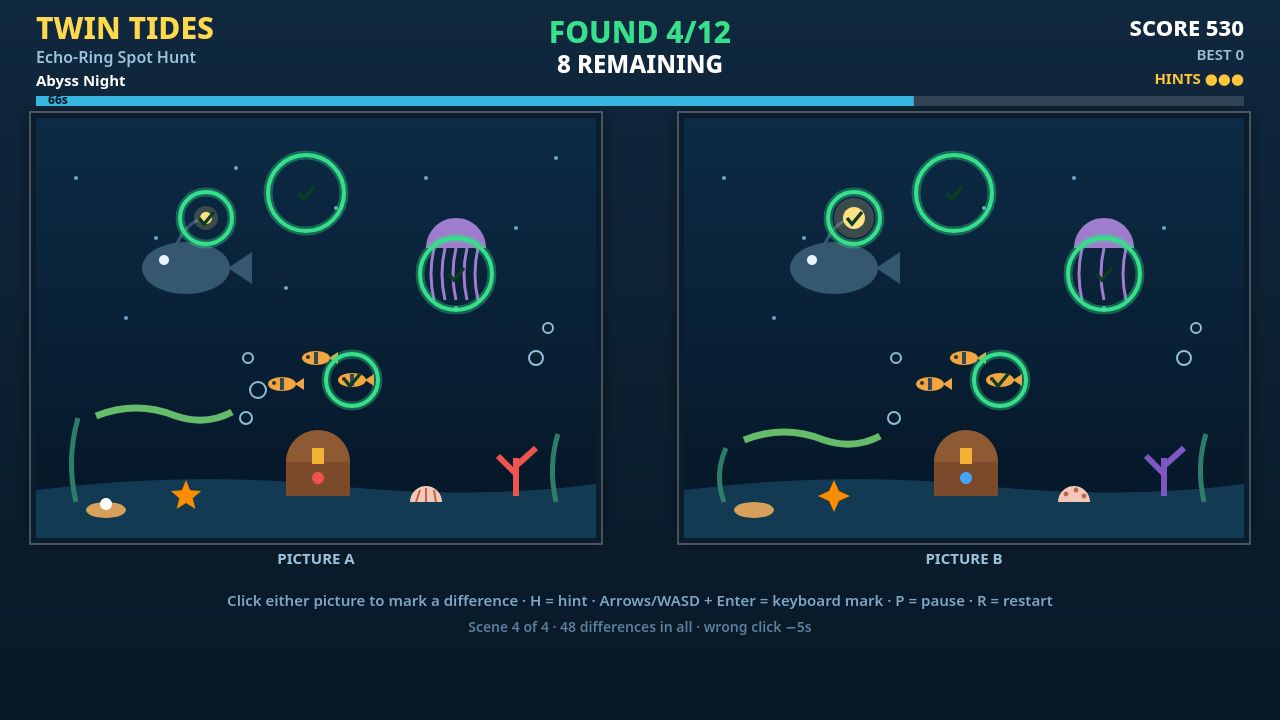 TWIN TIDES
Echo-Ring Spot Hunt
Abyss Night
FOUND 4/12
8 REMAINING
SCORE 530
BEST 0
HINTS
66s
PICTURE A
PICTURE B
Click either picture to mark a difference · H = hint · Arrows/WASD + Enter = keyboard mark · P = pause · R = restart
Scene 4 of 4 · 48 differences in all · wrong click −5s